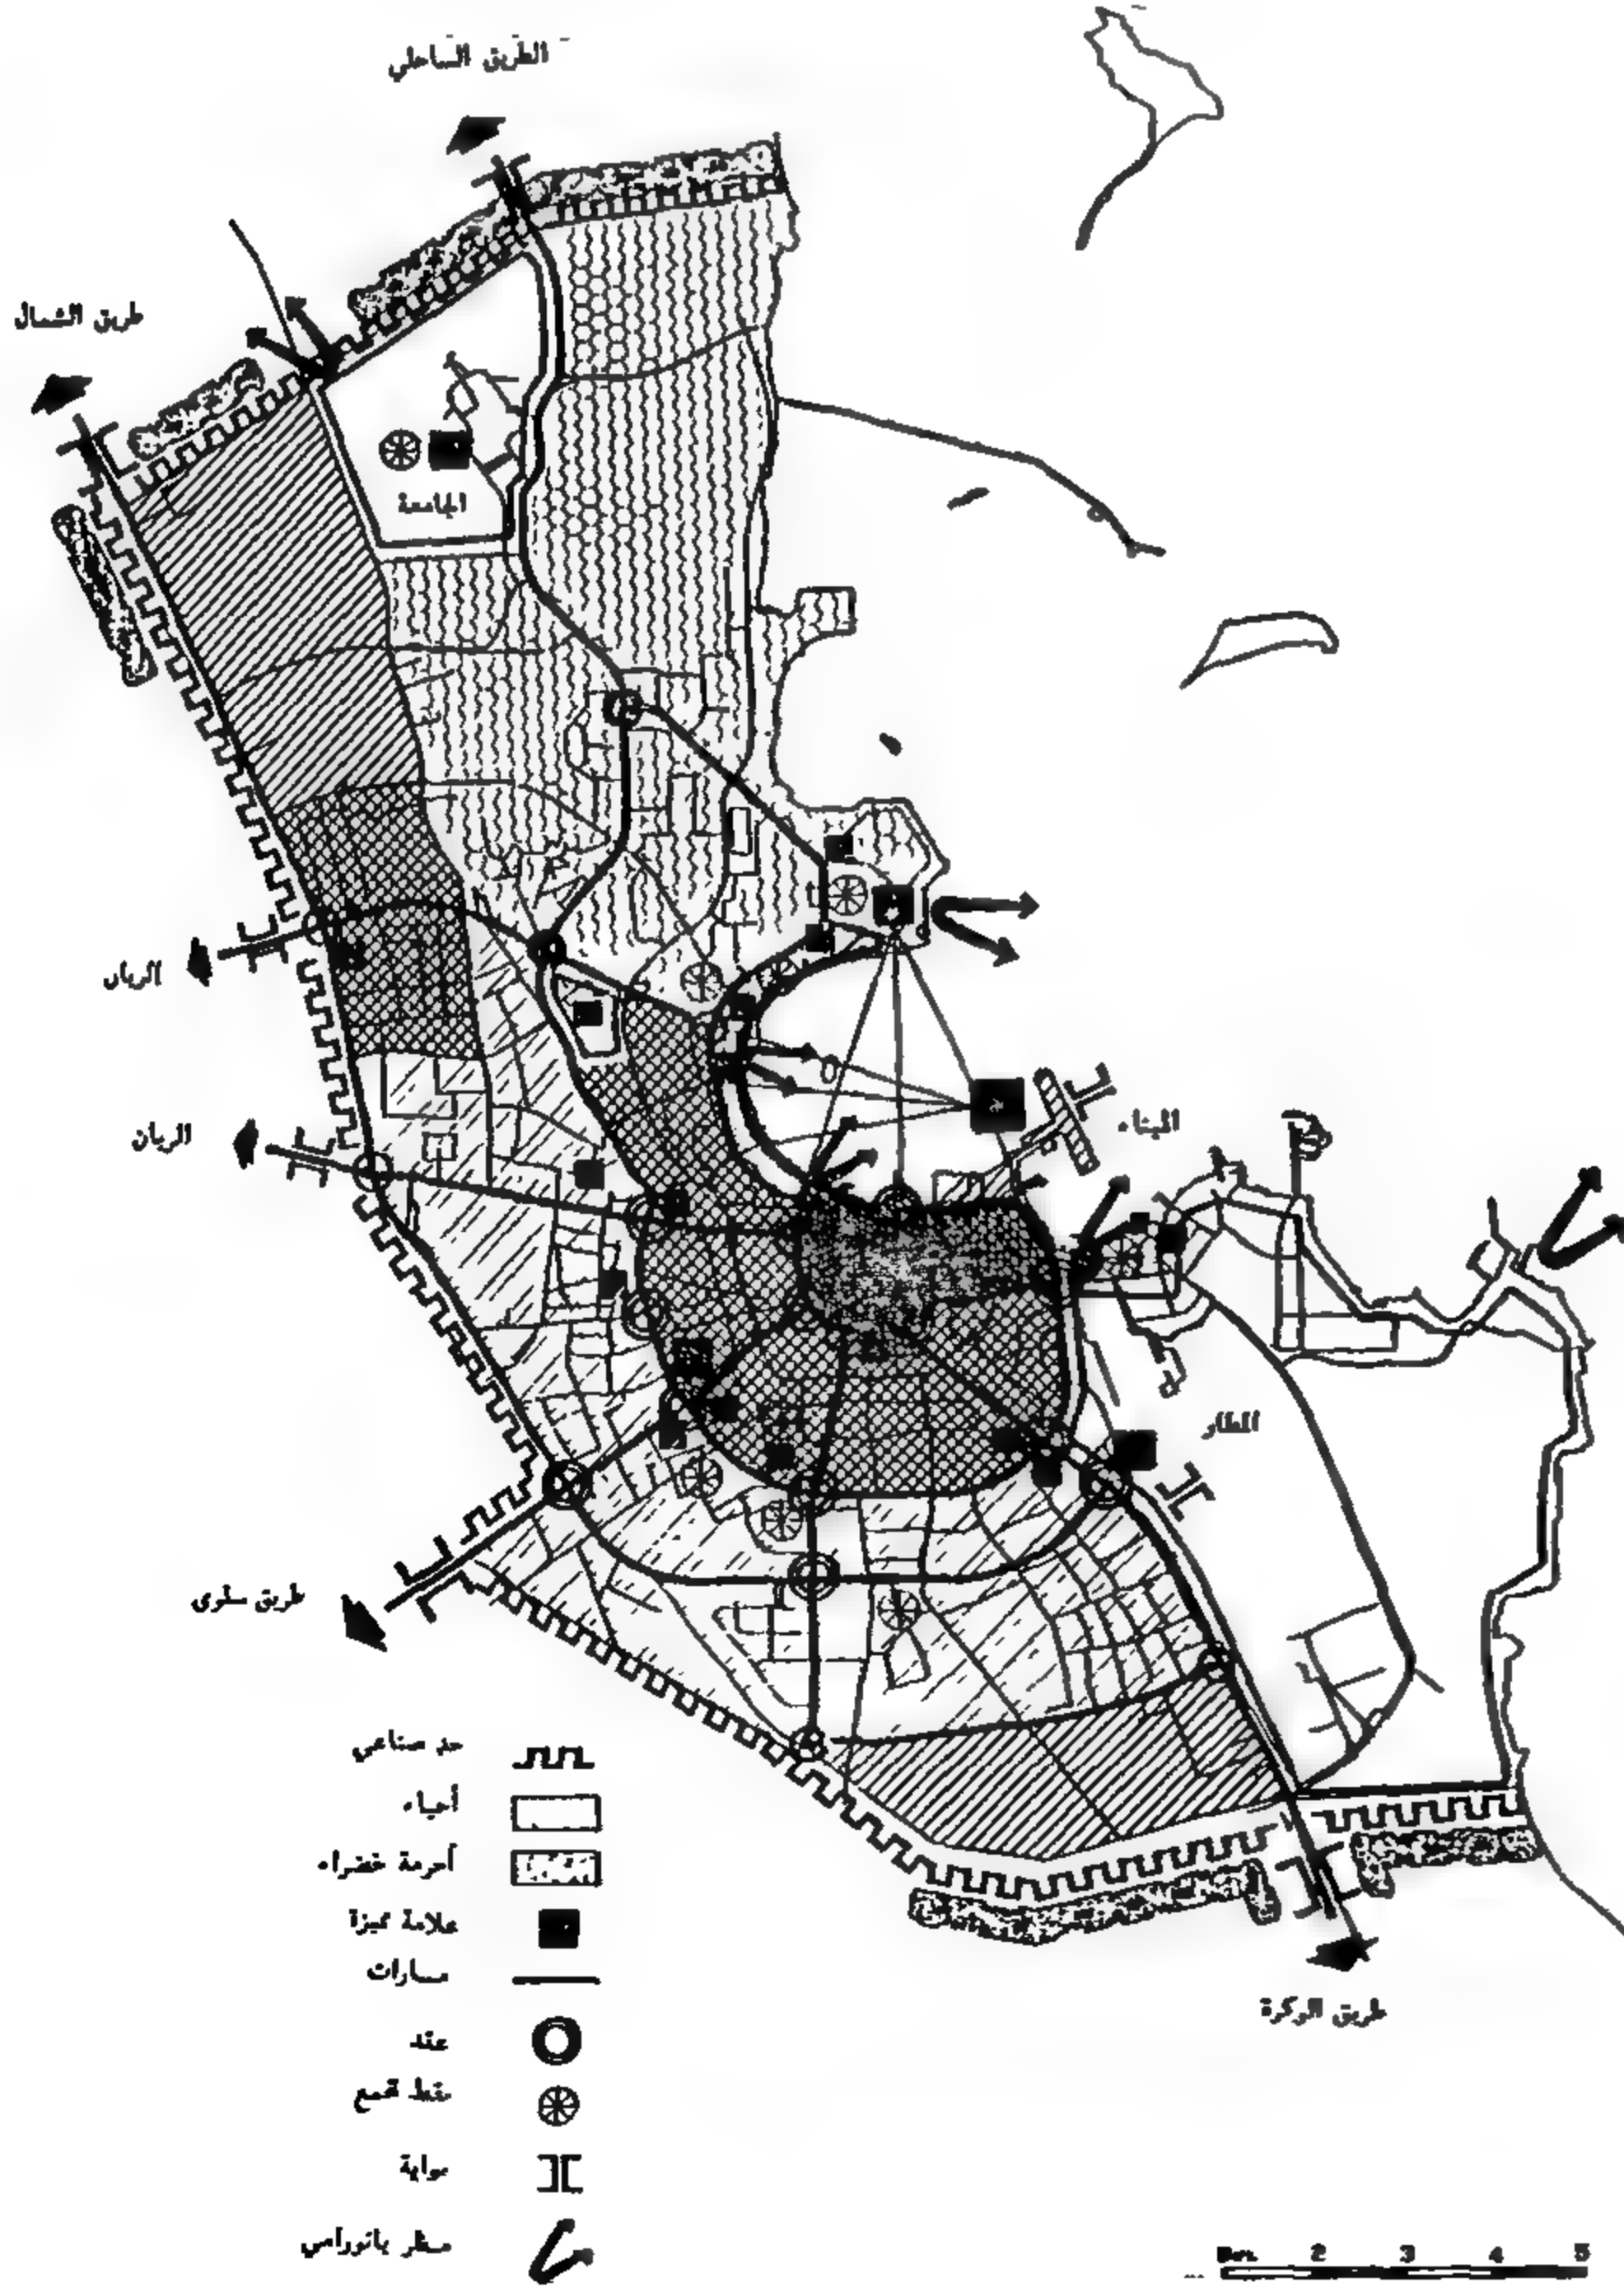 الطريق الساحلي
طريق الشمال
الجامعة
الريان
الريان
الميناء
المطار
طريق سلوى
حد صناعي
أحياء
أحزمة خضراء
علامة مميزة
مسارات
عقد
نقط تجمع
بوابة
منظر بانورامي
طريق الوكرة
2 3 4 5